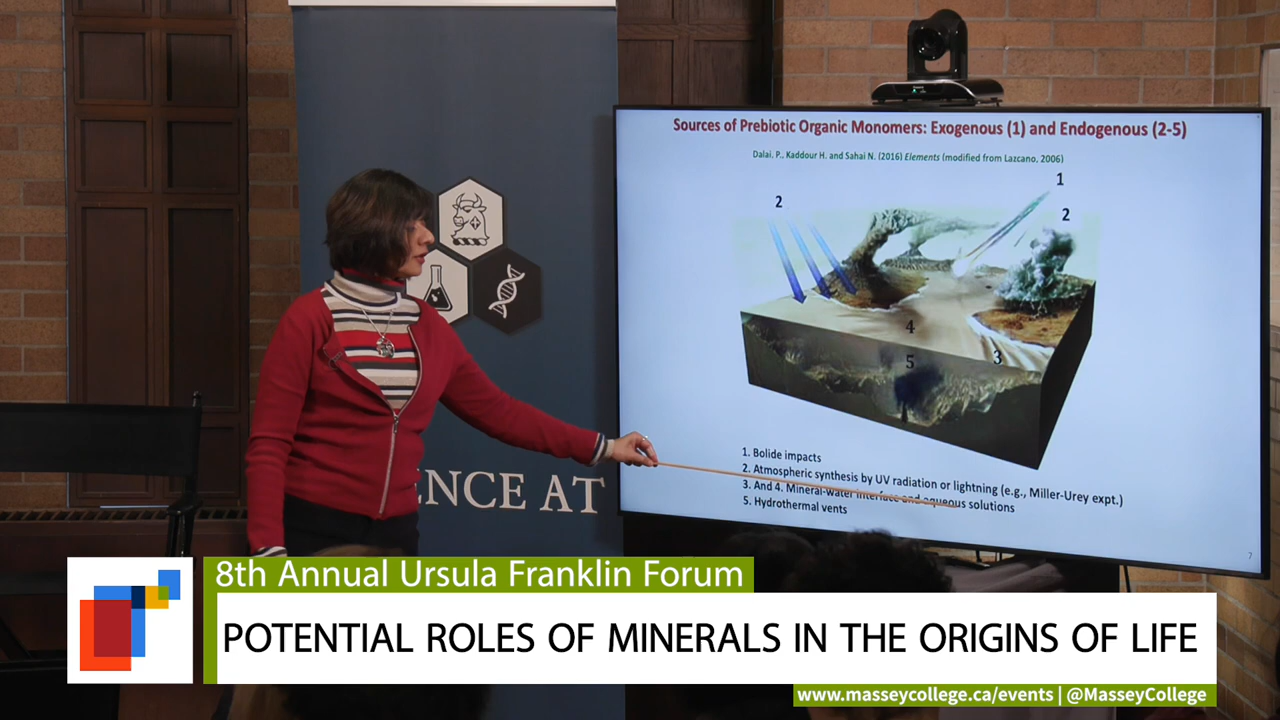 Sources of Prebiotic Organic Monomers: Exogenous (1) and Endogenous (2-5)
Dalai. P., Kaddour H. and Sahai N. (2016) Elements (modified from Lazcano, 2006)
1
2
2
4
3
5
1. Bolide impacts
2. Atmospheric synthesis by UV radiation or lightning (e.g., Miller-Urey expt.)
3. And 4. Mineral-water interface and aqueous solutions
5. Hydrothermal vents
7
ENCE AT
8th Annual Ursula Franklin Forum
POTENTIAL ROLES OF MINERALS IN THE ORIGINS OF LIFE
www.masseycollege.ca/events | @MasseyCollege